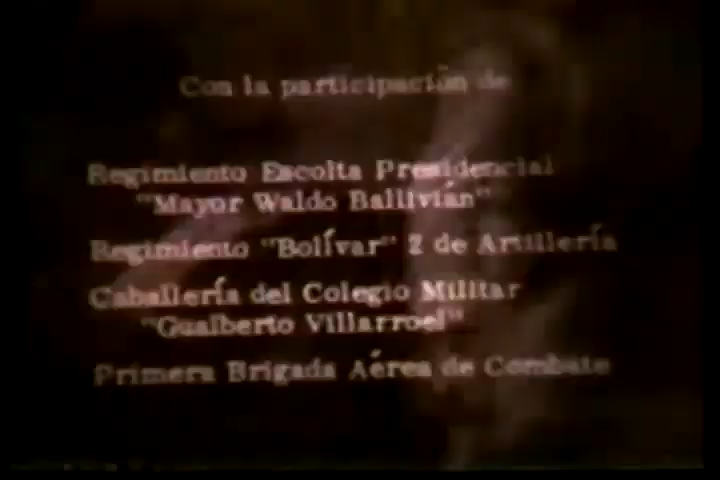 Con la participación de
Regimiento Escolta Presidencial
"Mayor Waldo Ballivián"
Regimiento "Bolívar" 2 de Artillería
Caballería del Colegio Militar
"Gualberto Villarroel"
Primera Brigada Aérea de Combate